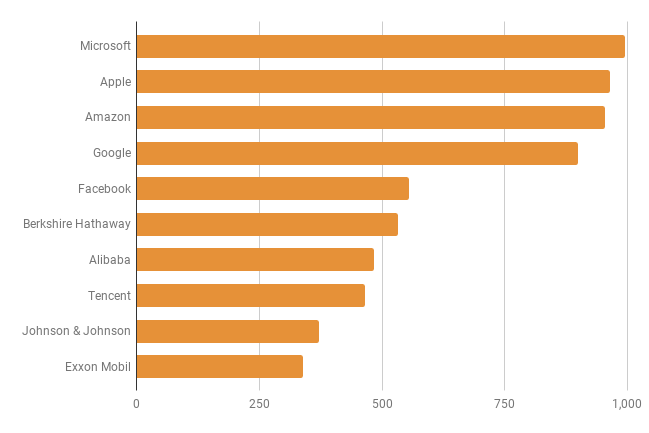 Microsoft
Apple
Amazon
Google
Facebook
Berkshire Hathaway
Alibaba
Tencent
Johnson & Johnson
Exxon Mobil
0 250 500 750 1,000